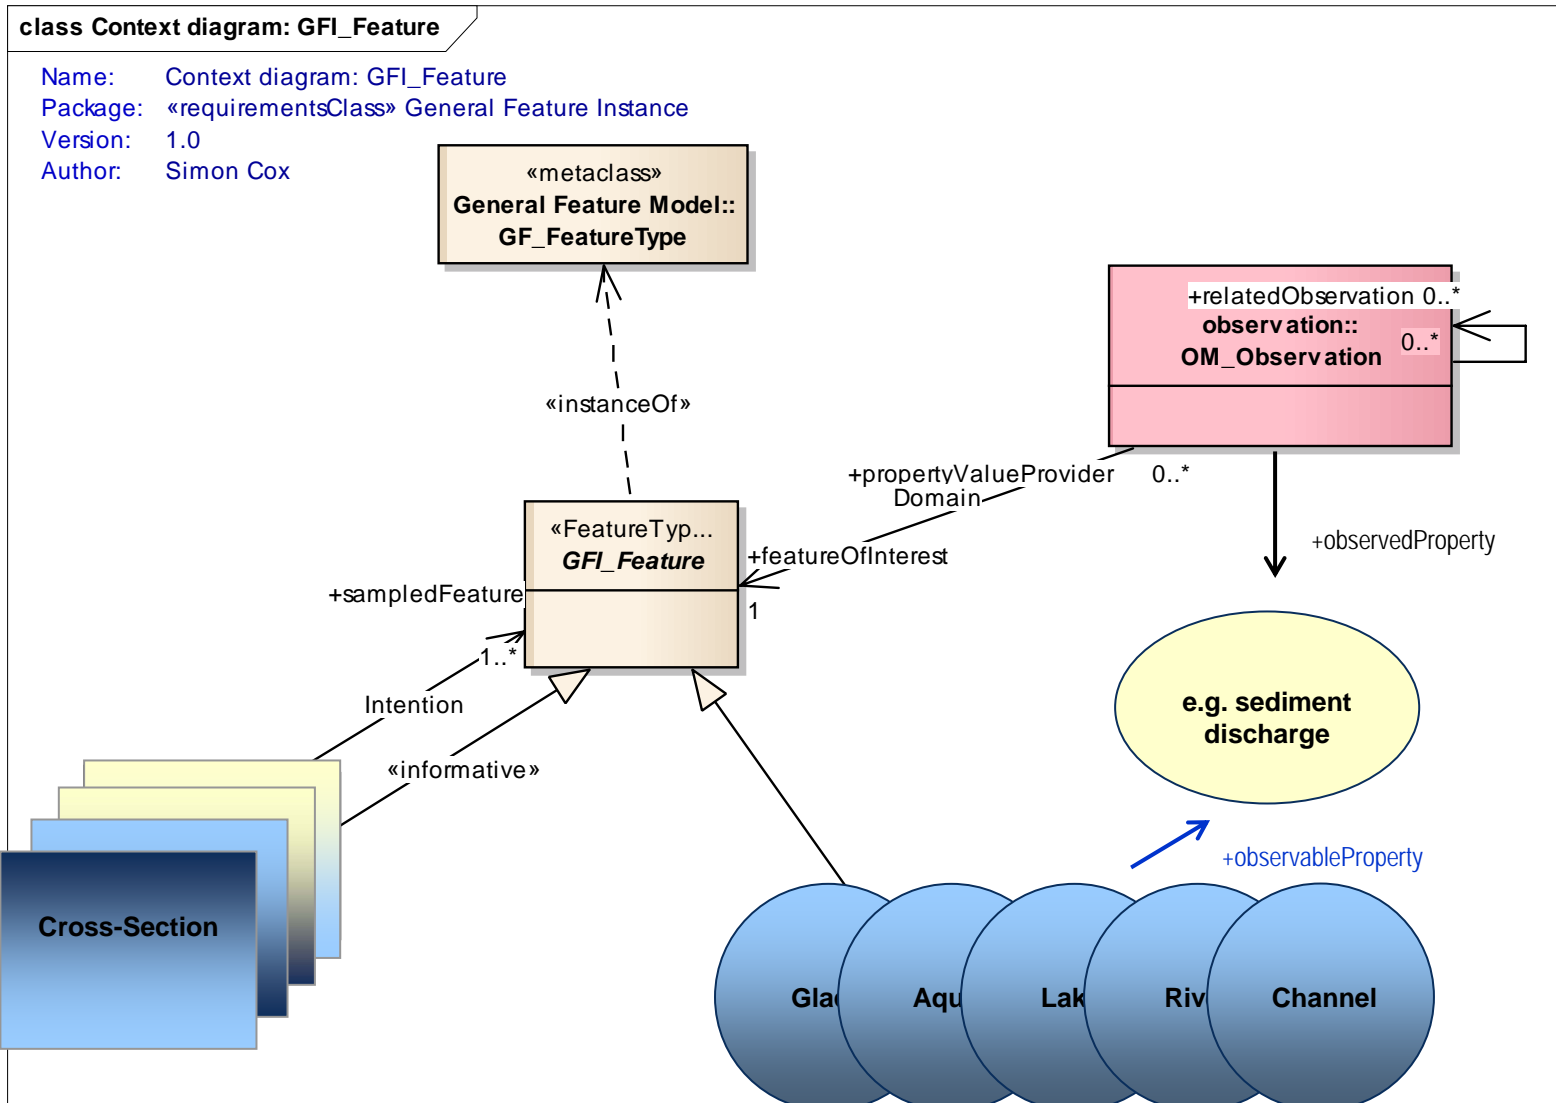 class Context diagram: GFI_Feature
Name: Context diagram: GFI_Feature
Package: «requirementsClass» General Feature Instance
Version: 1.0
Author: Simon Cox
«metaclass»
General Feature Model::
GF_FeatureType
+relatedObservation 0..*
observation::
OM_Observation
0..*
«instanceOf»
+propertyValueProvider 0..*
Domain
«FeatureTyp...
GFI_Feature
+featureOfInterest
1
+observedProperty
+sampledFeature
1..*
Intention
«informative»
e.g. sediment
discharge
+observableProperty
Cross-Section
Glac
Aqu
Lak
Riv
Channel